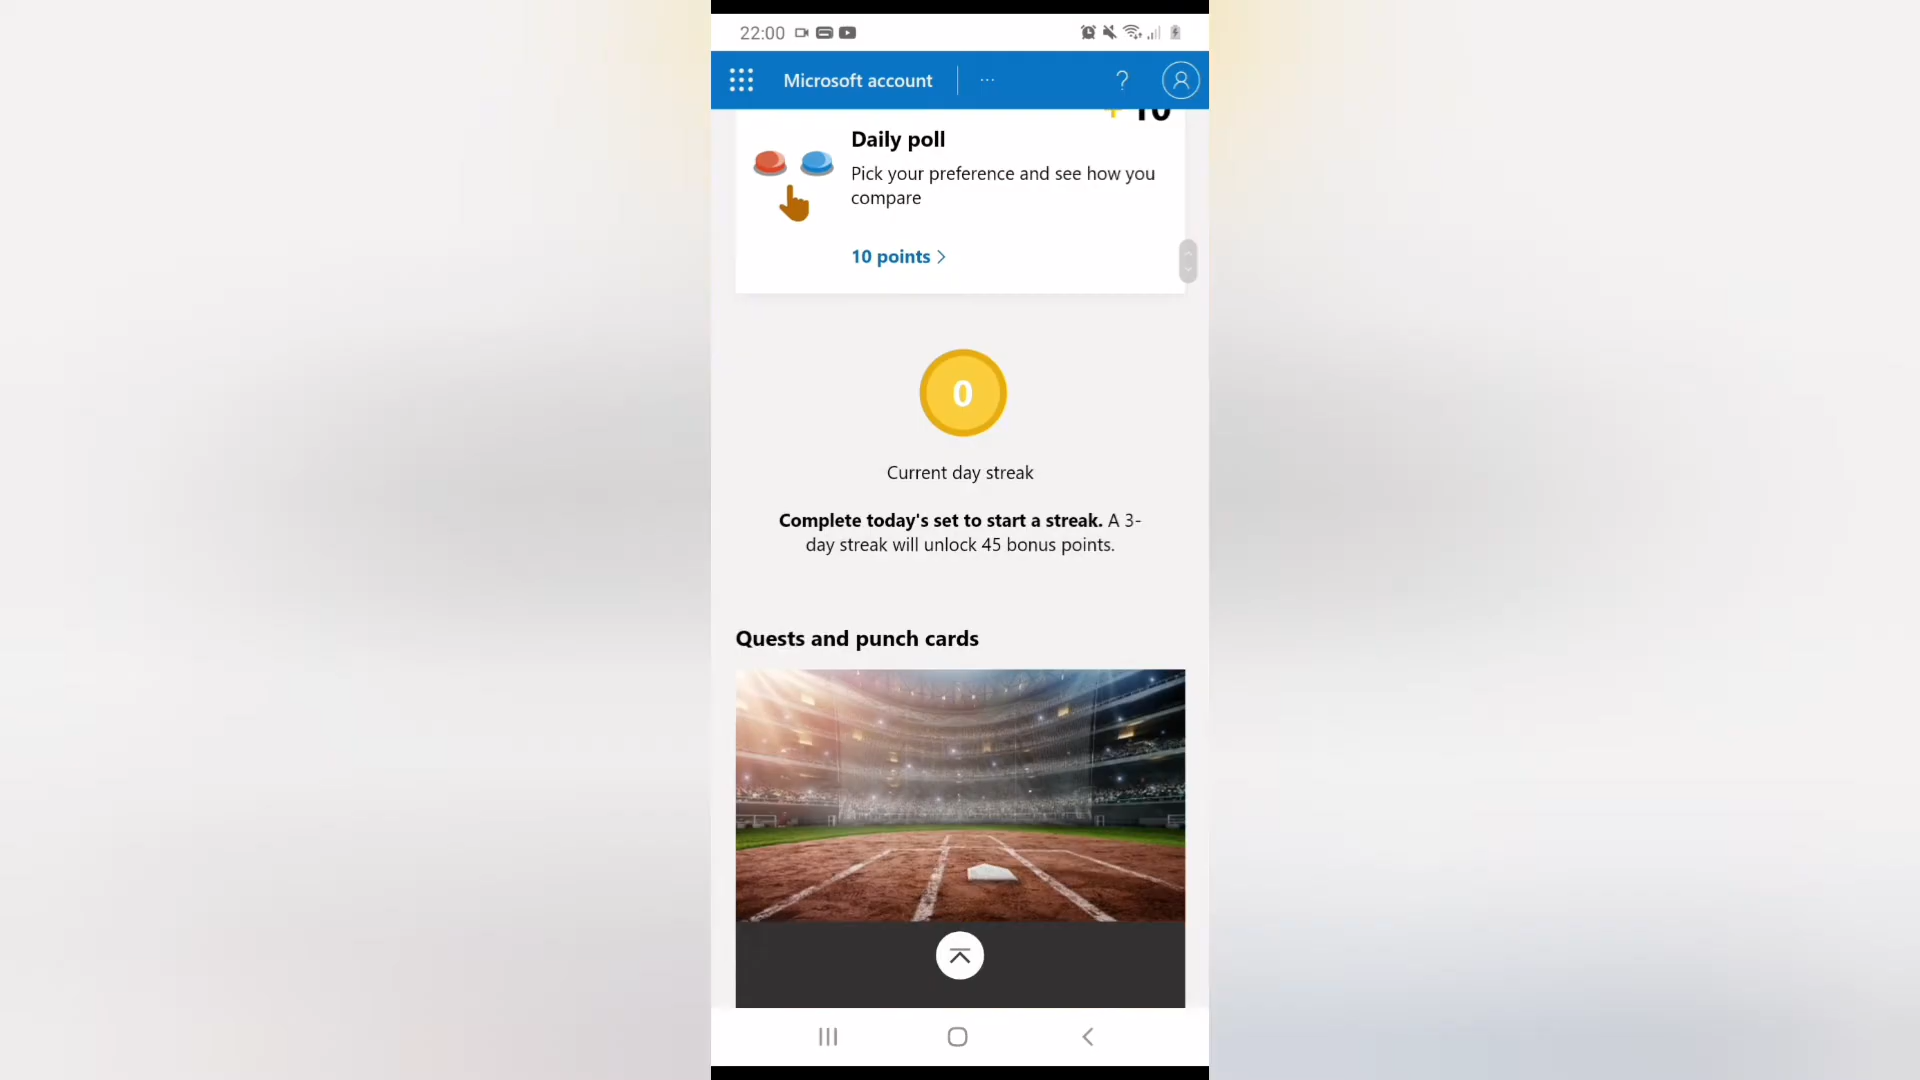 22:00
Microsoft account
...
?
+10
Daily poll
Pick your preference and see how you
compare
10 points >
0
Current day streak
Complete today's set to start a streak. A 3-
day streak will unlock 45 bonus points.
Quests and punch cards